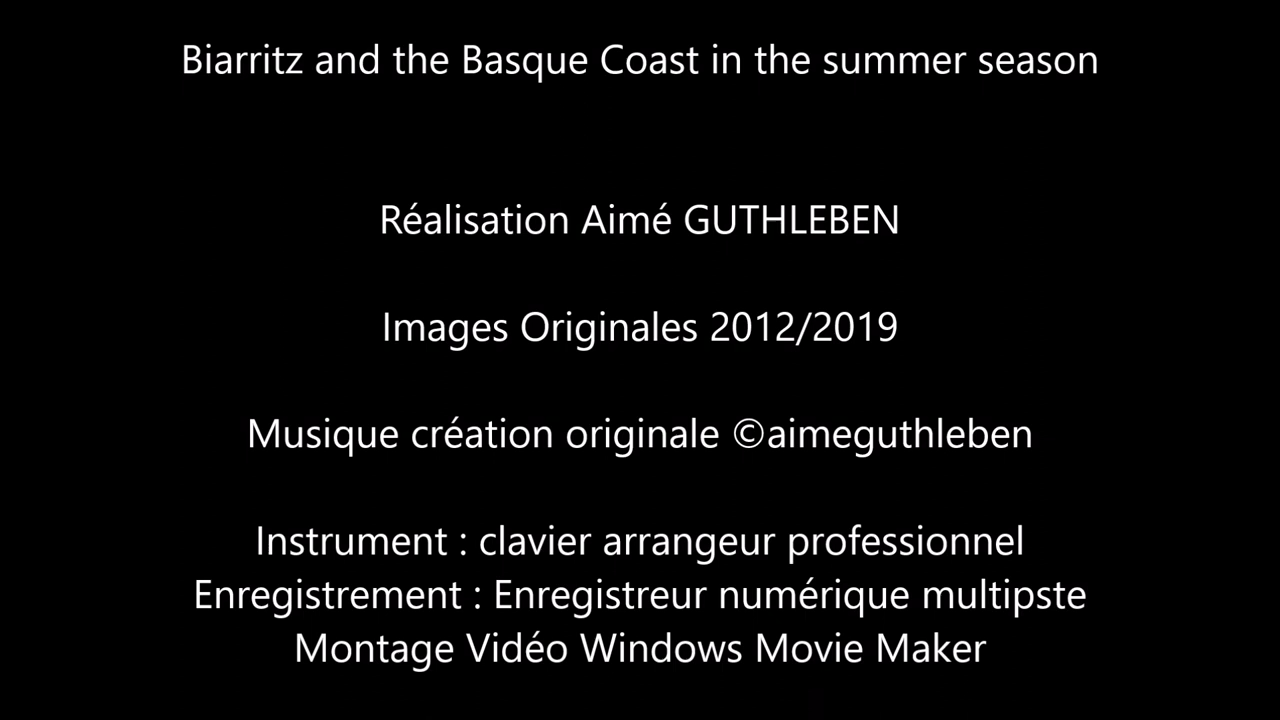 Biarritz and the Basque Coast in the summer season
Réalisation Aimé GUTHLEBEN
Images Originales 2012/2019
Musique création originale ©aimeguthleben
Instrument : clavier arrangeur professionnel
Enregistrement : Enregistreur numérique multipste
Montage Vidéo Windows Movie Maker